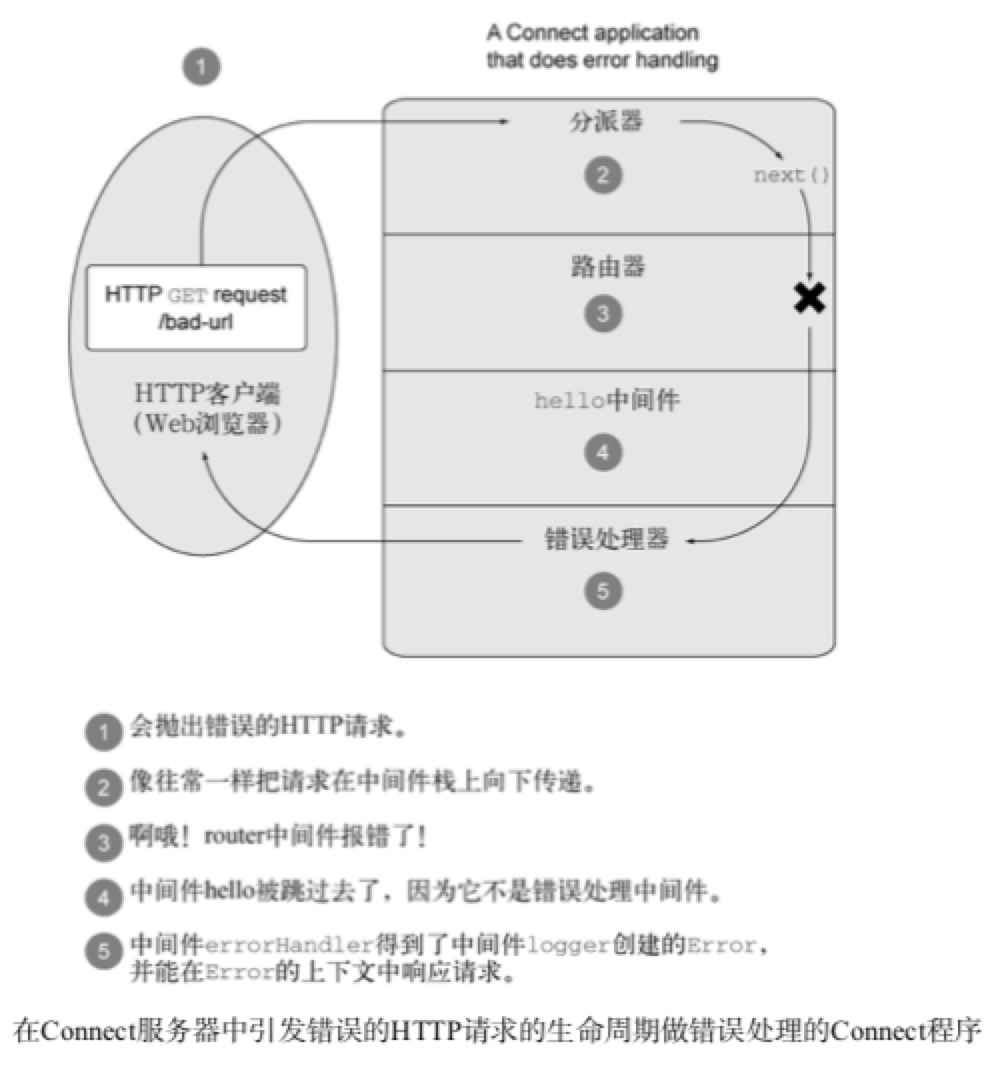 A Connect application
that does error handling
1
分派器
2
next()
路由器
3
HTTP GET request
/bad-url
HTTP客户端
(Web浏览器)
hello中间件
4
错误处理器
5
1 会抛出错误的HTTP请求。
2 像往常一样把请求在中间件栈上向下传递。
3 啊哦！router中间件报错了！
4 中间件hello被跳过去了，因为它不是错误处理中间件。
5 中间件errorHandler得到了中间件logger创建的Error，
并能在Error的上下文中响应请求。
在Connect服务器中引发错误的HTTP请求的生命周期做错误处理的Connect程序